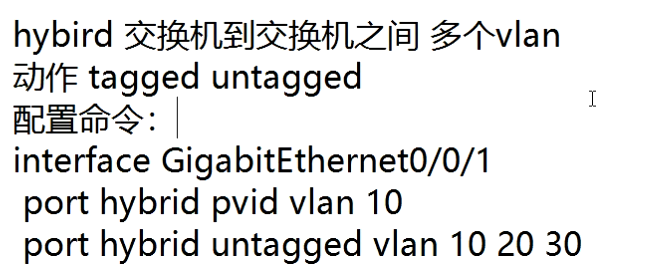 hybird 交换机到交换机之间 多个vlan
动作 tagged untagged
配置命令：
interface GigabitEthernet0/0/1
port hybrid pvid vlan 10
port hybrid untagged vlan 10 20 30